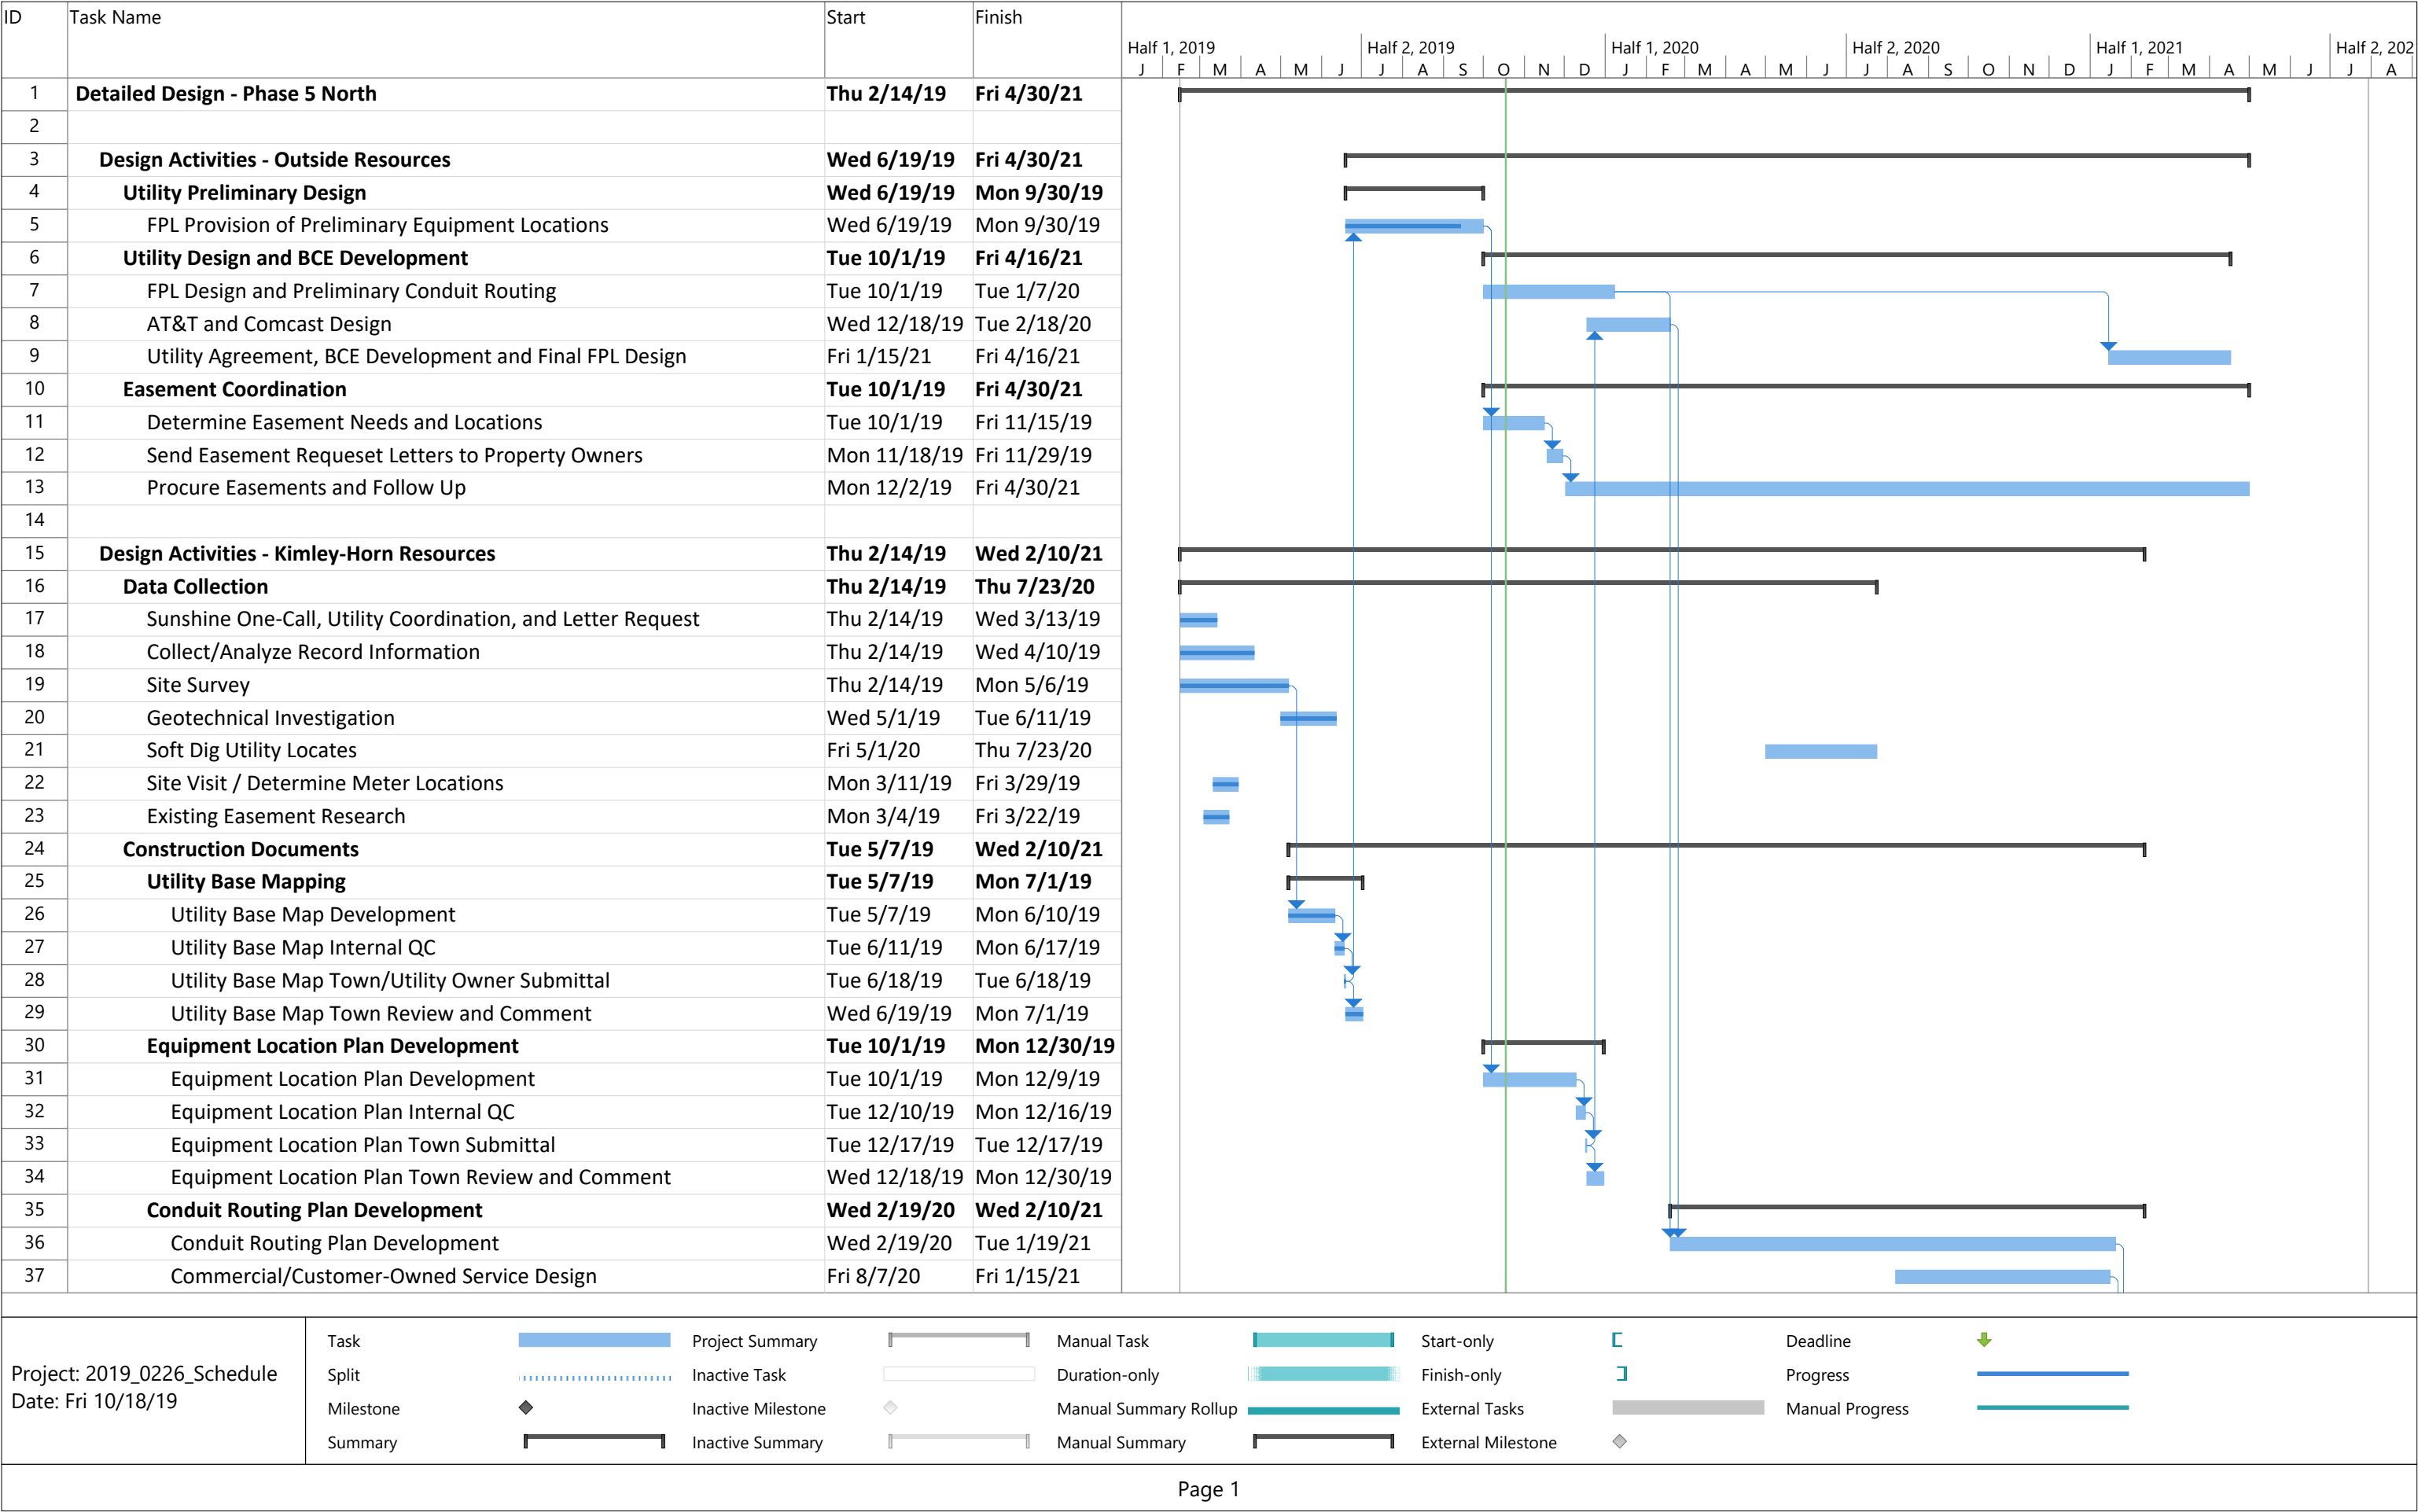 ID Task Name Start Finish
Half 1, 2019 Half 2, 2019 Half 1, 2020 Half 2, 2020 Half 1, 2021 Half 2, 202
J F M A M J J A S O N D J F M A M J J A S O N D J F M A M J J A
1 Detailed Design - Phase 5 North Thu 2/14/19 Fri 4/30/21
2
3 Design Activities - Outside Resources Wed 6/19/19 Fri 4/30/21
4 Utility Preliminary Design Wed 6/19/19 Mon 9/30/19
5 FPL Provision of Preliminary Equipment Locations Wed 6/19/19 Mon 9/30/19
6 Utility Design and BCE Development Tue 10/1/19 Fri 4/16/21
7 FPL Design and Preliminary Conduit Routing Tue 10/1/19 Tue 1/7/20
8 AT&T and Comcast Design Wed 12/18/19 Tue 2/18/20
9 Utility Agreement, BCE Development and Final FPL Design Fri 1/15/21 Fri 4/16/21
10 Easement Coordination Tue 10/1/19 Fri 4/30/21
11 Determine Easement Needs and Locations Tue 10/1/19 Fri 11/15/19
12 Send Easement Requeset Letters to Property Owners Mon 11/18/19 Fri 11/29/19
13 Procure Easements and Follow Up Mon 12/2/19 Fri 4/30/21
14
15 Design Activities - Kimley-Horn Resources Thu 2/14/19 Wed 2/10/21
16 Data Collection Thu 2/14/19 Thu 7/23/20
17 Sunshine One-Call, Utility Coordination, and Letter Request Thu 2/14/19 Wed 3/13/19
18 Collect/Analyze Record Information Thu 2/14/19 Wed 4/10/19
19 Site Survey Thu 2/14/19 Mon 5/6/19
20 Geotechnical Investigation Wed 5/1/19 Tue 6/11/19
21 Soft Dig Utility Locates Fri 5/1/20 Thu 7/23/20
22 Site Visit / Determine Meter Locations Mon 3/11/19 Fri 3/29/19
23 Existing Easement Research Mon 3/4/19 Fri 3/22/19
24 Construction Documents Tue 5/7/19 Wed 2/10/21
25 Utility Base Mapping Tue 5/7/19 Mon 7/1/19
26 Utility Base Map Development Tue 5/7/19 Mon 6/10/19
27 Utility Base Map Internal QC Tue 6/11/19 Mon 6/17/19
28 Utility Base Map Town/Utility Owner Submittal Tue 6/18/19 Tue 6/18/19
29 Utility Base Map Town Review and Comment Wed 6/19/19 Mon 7/1/19
30 Equipment Location Plan Development Tue 10/1/19 Mon 12/30/19
31 Equipment Location Plan Development Tue 10/1/19 Mon 12/9/19
32 Equipment Location Plan Internal QC Tue 12/10/19 Mon 12/16/19
33 Equipment Location Plan Town Submittal Tue 12/17/19 Tue 12/17/19
34 Equipment Location Plan Town Review and Comment Wed 12/18/19 Mon 12/30/19
35 Conduit Routing Plan Development Wed 2/19/20 Wed 2/10/21
36 Conduit Routing Plan Development Wed 2/19/20 Tue 1/19/21
37 Commercial/Customer-Owned Service Design Fri 8/7/20 Fri 1/15/21
Project: 2019_0226_Schedule
Date: Fri 10/18/19
Task Project Summary Manual Task Start-only Deadline
Split Inactive Task Duration-only Finish-only Progress
Milestone Inactive Milestone Manual Summary Rollup External Tasks Manual Progress
Summary Inactive Summary Manual Summary External Milestone
Page 1